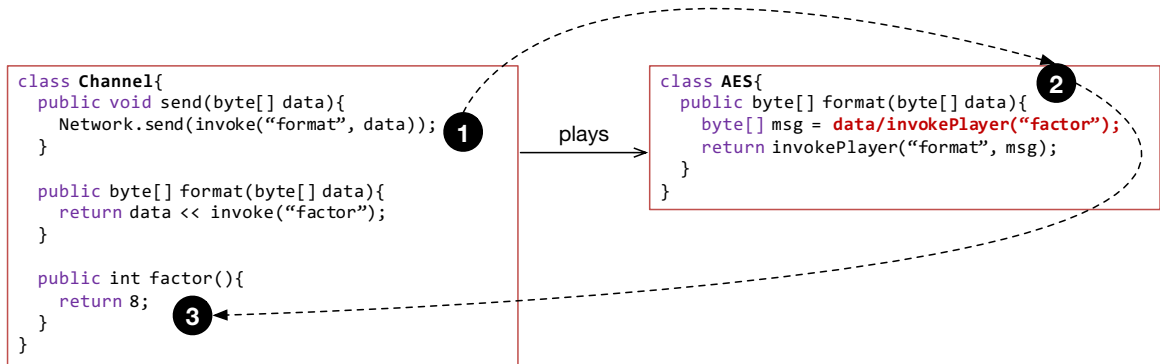 class Channel{
public void send(byte[] data){
Network.send(invoke(“format”, data));
}
public byte[] format(byte[] data){
return data << invoke(“factor”);
}
public int factor(){
return 8;
}
}
1
3
plays
class AES{
public byte[] format(byte[] data){
byte[] msg = data/invokePlayer(“factor”);
return invokePlayer(“format”, msg);
}
}
2